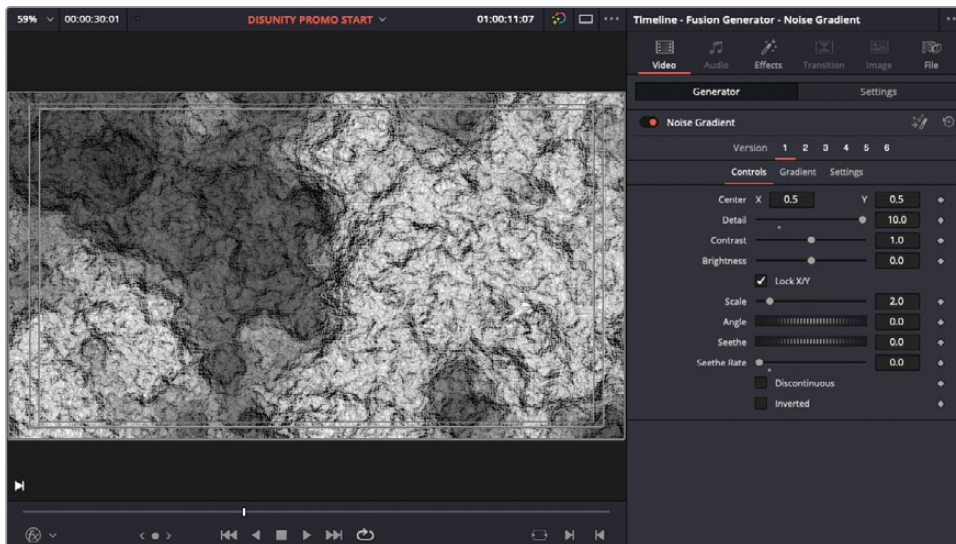 59% 00:00:30:01 DISUNITY PROMO START 01:00:11:07 ...
Timeline - Fusion Generator - Noise Gradient
Video Audio Effects Transition Image File
Generator Settings
Noise Gradient
Version 1 2 3 4 5 6
Controls Gradient Settings
Center X 0.5 Y 0.5
Detail 10.0
Contrast 1.0
Brightness 0.0
Lock X/Y
Scale 2.0
Angle 0.0
Seethe 0.0
Seethe Rate 0.0
Discontinuous
Inverted
fx